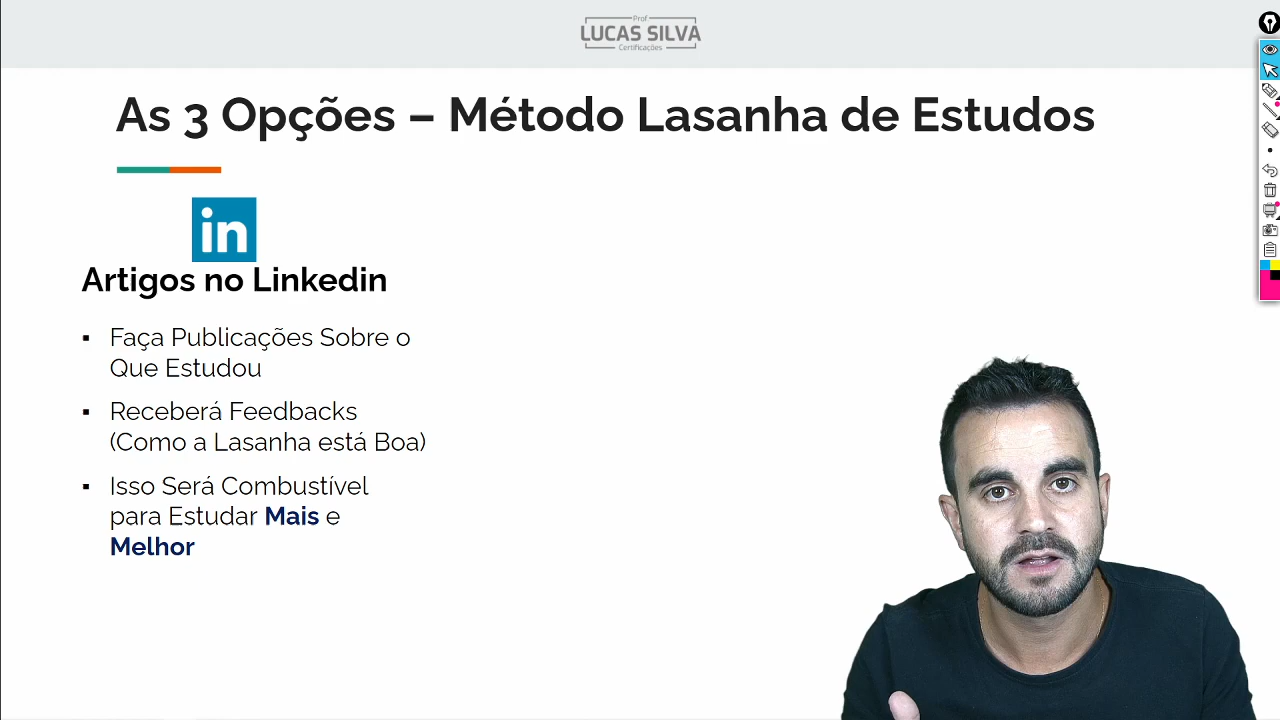 Prof
LUCAS SILVA
Certificações
As 3 Opções – Método Lasanha de Estudos
in
Artigos no Linkedin
▪ Faça Publicações Sobre o
Que Estudou
▪ Receberá Feedbacks
(Como a Lasanha está Boa)
▪ Isso Será Combustível
para Estudar Mais e
Melhor